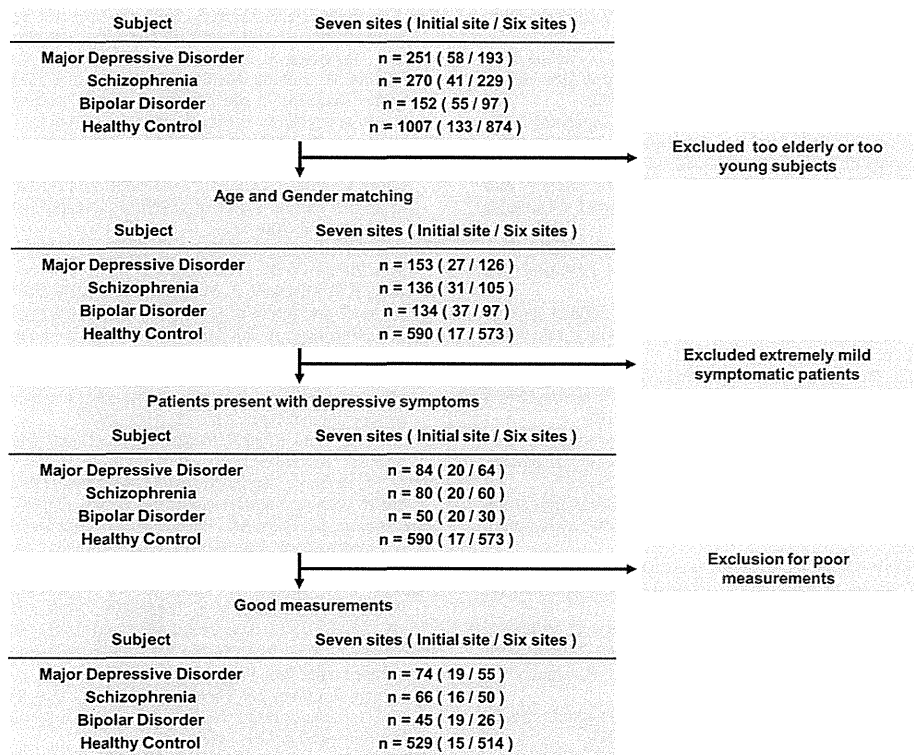 Subject Seven sites ( Initial site / Six sites )
Major Depressive Disorder n = 251 ( 58 / 193 )
Schizophrenia n = 270 ( 41 / 229 )
Bipolar Disorder n = 152 ( 55 / 97 )
Healthy Control n = 1007 ( 133 / 874 )
Excluded too elderly or too
young subjects
Age and Gender matching
Subject Seven sites ( Initial site / Six sites )
Major Depressive Disorder n = 153 ( 27 / 126 )
Schizophrenia n = 136 ( 31 / 105 )
Bipolar Disorder n = 134 ( 37 / 97 )
Healthy Control n = 590 ( 17 / 573 )
Excluded extremely mild
symptomatic patients
Patients present with depressive symptoms
Subject Seven sites ( Initial site / Six sites )
Major Depressive Disorder n = 84 ( 20 / 64 )
Schizophrenia n = 80 ( 20 / 60 )
Bipolar Disorder n = 50 ( 20 / 30 )
Healthy Control n = 590 ( 17 / 573 )
Exclusion for poor
measurements
Good measurements
Subject Seven sites ( Initial site / Six sites )
Major Depressive Disorder n = 74 ( 19 / 55 )
Schizophrenia n = 66 ( 16 / 50 )
Bipolar Disorder n = 45 ( 19 / 26 )
Healthy Control n = 529 ( 15 / 514 )